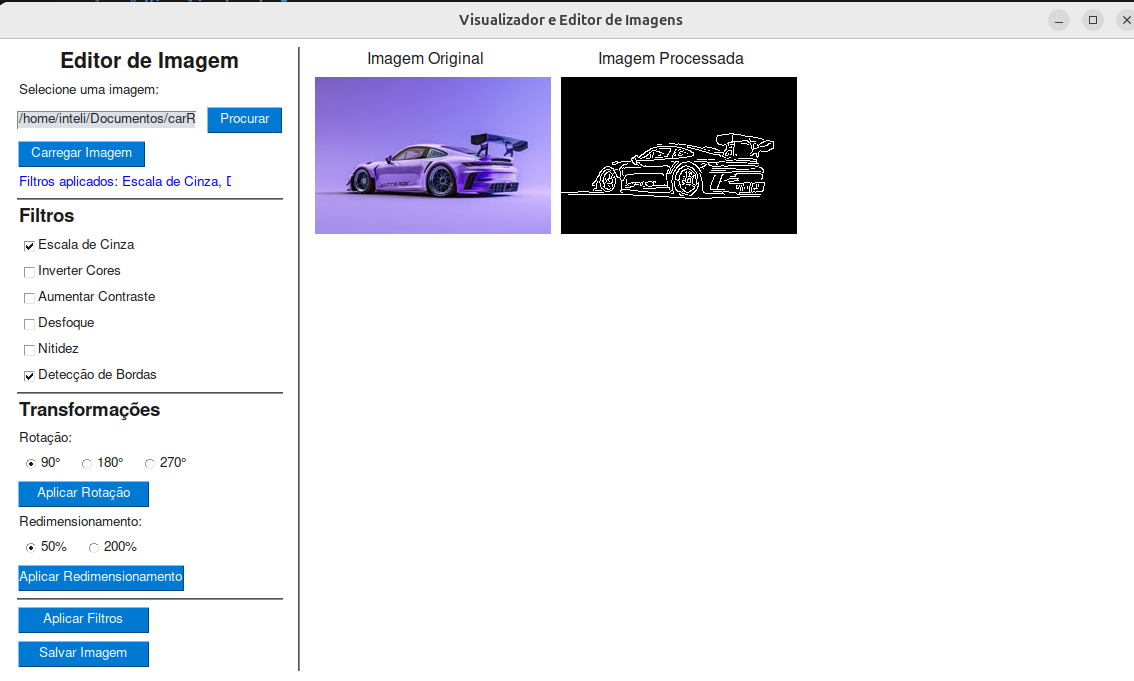 Visualizador e Editor de Imagens
Editor de Imagem
Selecione uma imagem:
/home/inteli/Documentos/carR
Procurar
Carregar Imagem
Filtros aplicados: Escala de Cinza, D
Filtros
Escala de Cinza
Inverter Cores
Aumentar Contraste
Desfoque
Nitidez
Detecção de Bordas
Transformações
Rotação:
90° 180° 270°
Aplicar Rotação
Redimensionamento:
50% 200%
Aplicar Redimensionamento
Aplicar Filtros
Salvar Imagem
Imagem Original
Imagem Processada